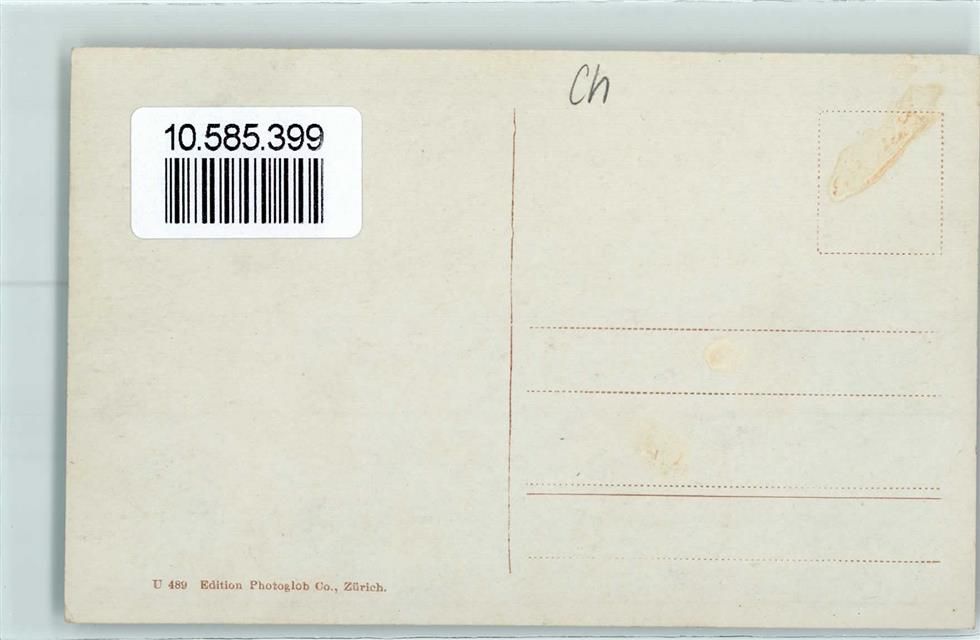 Ch
10.585.399
U 489 Edition Photoglob Co., Zürich.